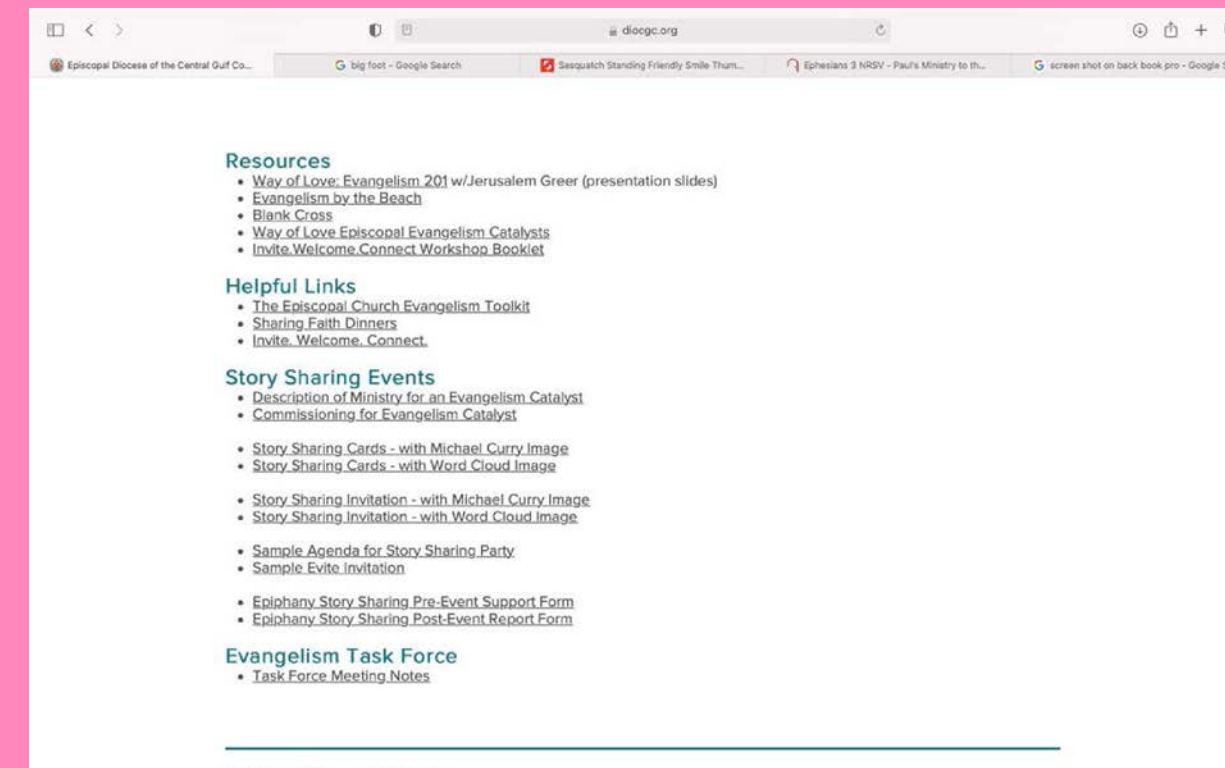 diocgc.org
Episcopal Diocese of the Central Gulf Co...
big foot - Google Search
Sasquatch Standing Friendly Smile Thum...
Ephesians 3 NRSV - Paul's Ministry to th...
screen shot on back book pro - Google S
Resources
• Way of Love: Evangelism 201 w/Jerusalem Greer (presentation slides)
• Evangelism by the Beach
• Blank Cross
• Way of Love Episcopal Evangelism Catalysts
• Invite.Welcome.Connect Workshop Booklet
Helpful Links
• The Episcopal Church Evangelism Toolkit
• Sharing Faith Dinners
• Invite. Welcome. Connect.
Story Sharing Events
• Description of Ministry for an Evangelism Catalyst
• Commissioning for Evangelism Catalyst
• Story Sharing Cards - with Michael Curry Image
• Story Sharing Cards - with Word Cloud Image
• Story Sharing Invitation - with Michael Curry Image
• Story Sharing Invitation - with Word Cloud Image
• Sample Agenda for Story Sharing Party
• Sample Evite Invitation
• Epiphany Story Sharing Pre-Event Support Form
• Epiphany Story Sharing Post-Event Report Form
Evangelism Task Force
• Task Force Meeting Notes